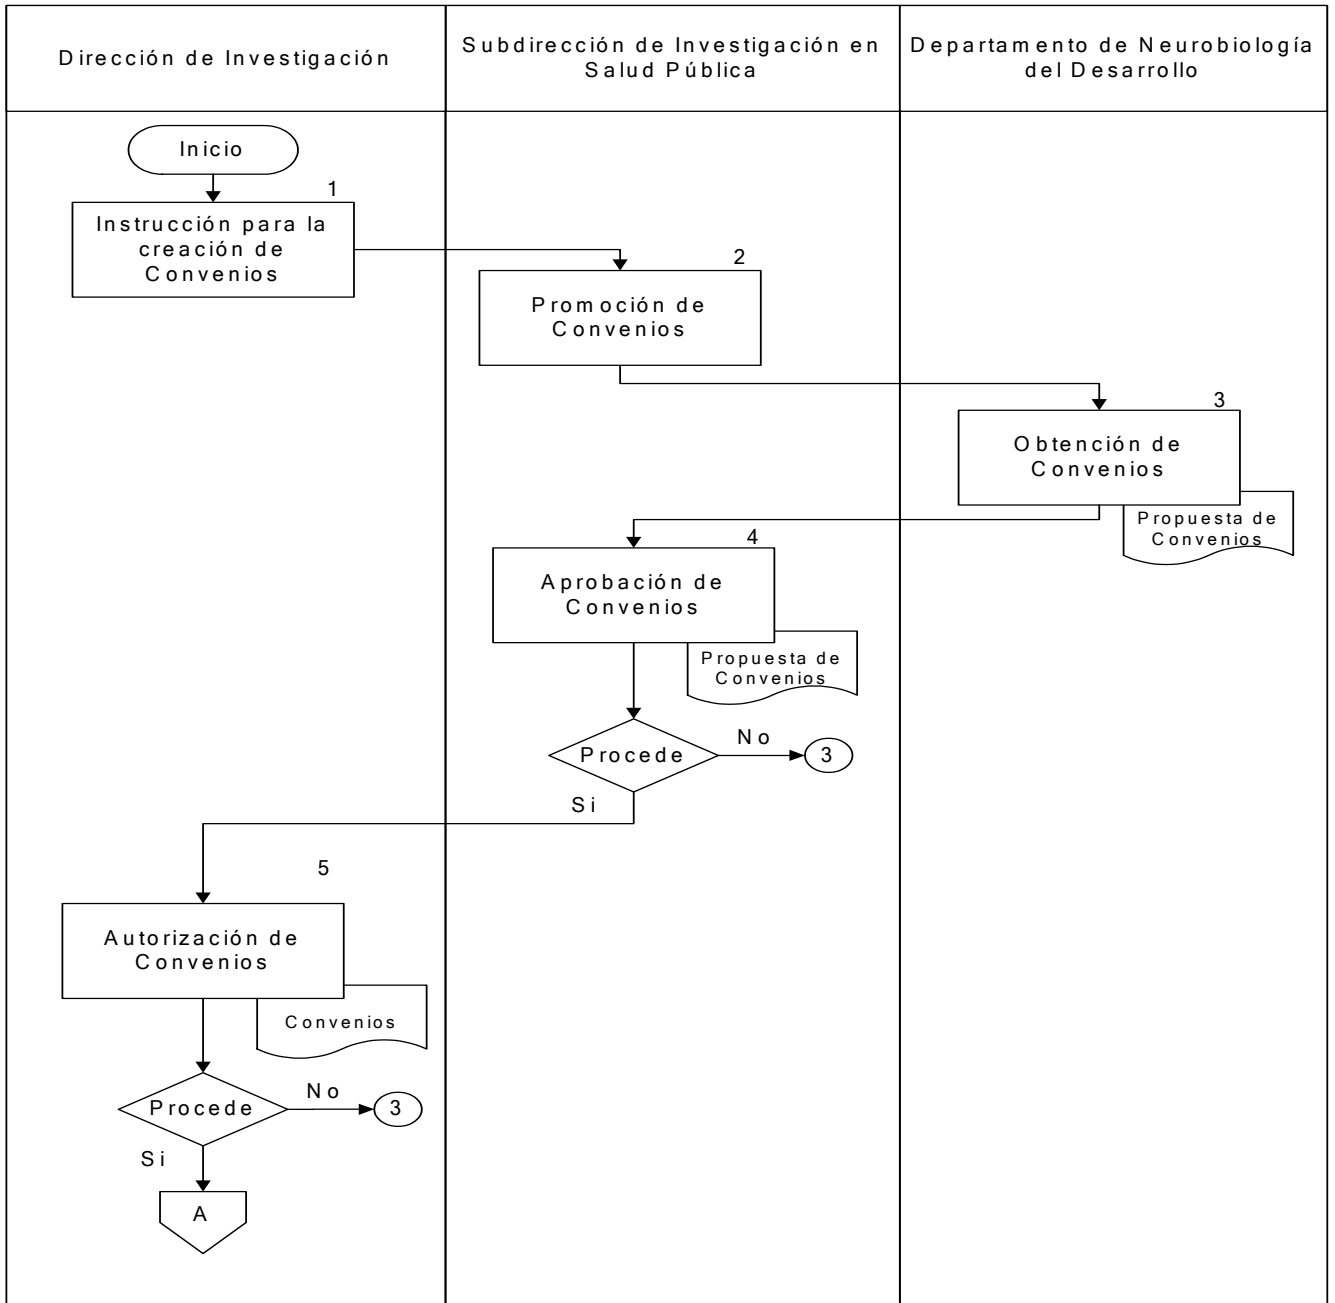 Dirección de Investigación
Subdirección de Investigación en
Salud Pública
Departamento de Neurobiología
del Desarrollo
Inicio
1
Instrucción para la
creación de
Convenios
2
Promoción de
Convenios
3
Obtención de
Convenios
Propuesta de
Convenios
4
Aprobación de
Convenios
Propuesta de
Convenios
Procede
No
3
Si
5
Autorización de
Convenios
Convenios
Procede
No
3
Si
A